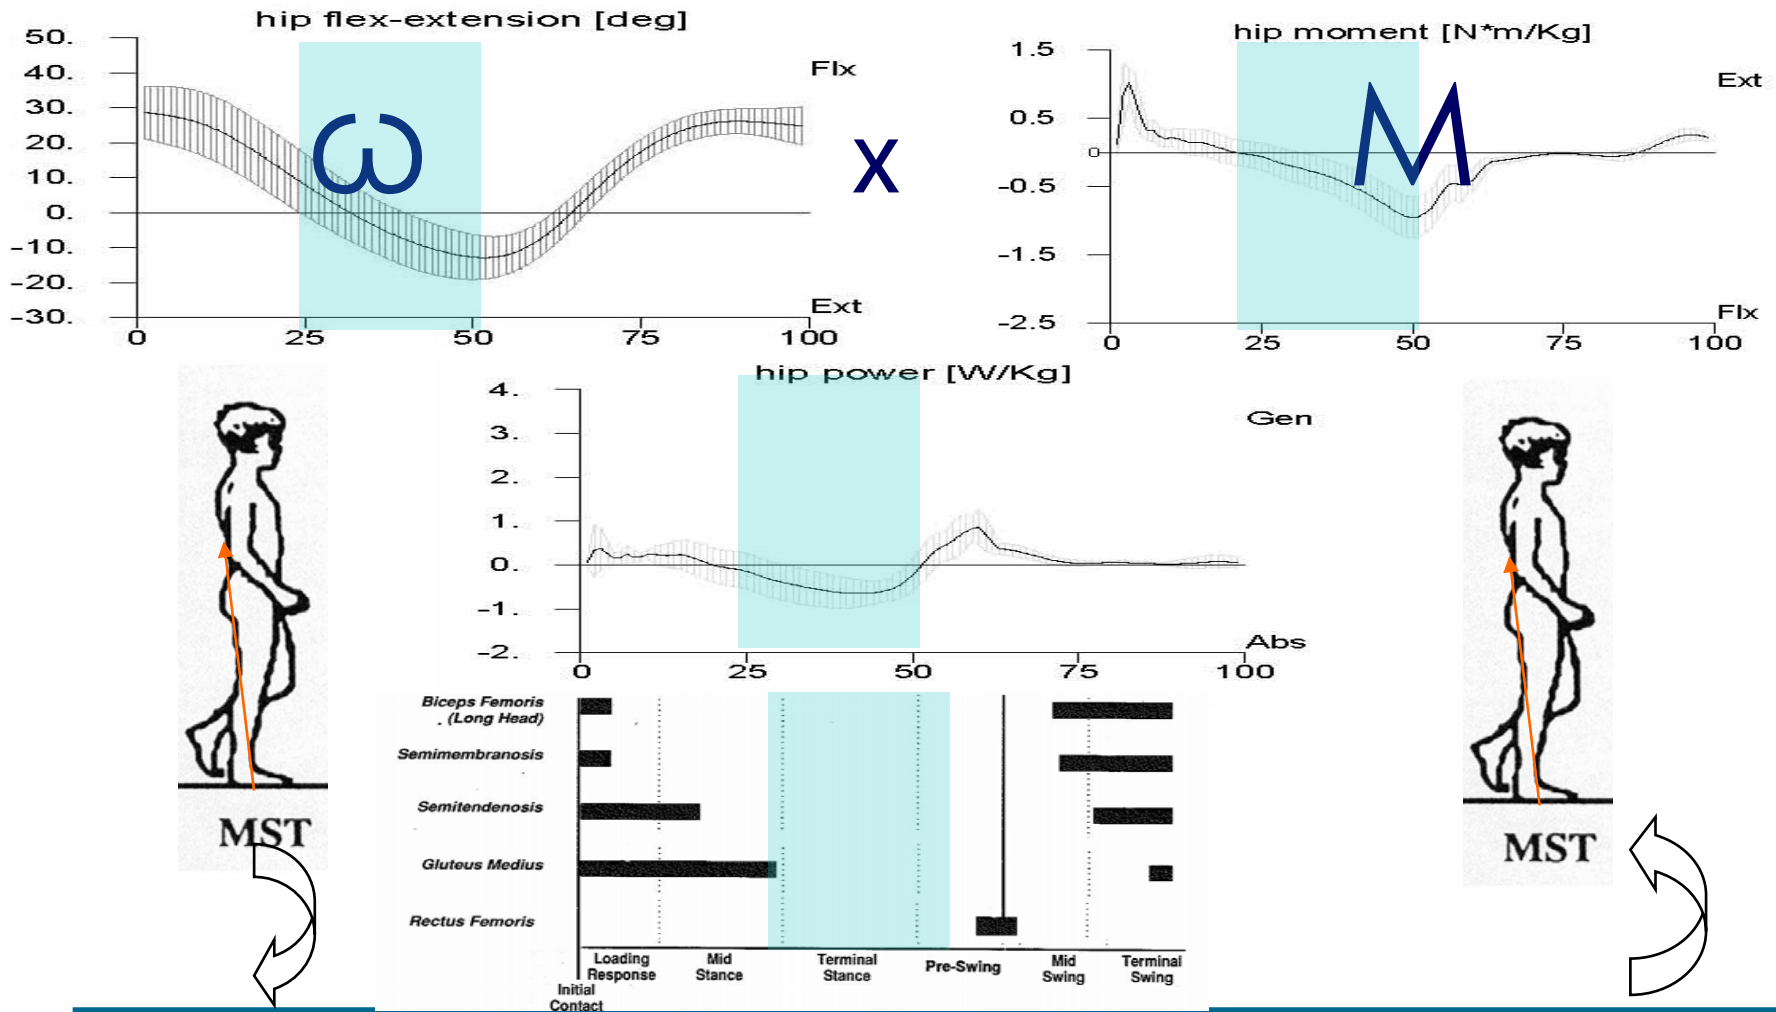 hip flex-extension [deg]
50.
40.
30.
20.
10.
0.
-10.
-20.
-30.
Flx
Ext
0 25 50 75 100
ω
x
hip moment [N*m/Kg]
1.5
0.5
0
-0.5
-1.5
-2.5
Ext
Flx
0 25 50 75 100
M
hip power [W/Kg]
4.
3.
2.
1.
0.
-1.
-2.
Gen
Abs
0 25 50 75 100
MST
MST
Biceps Femoris
(Long Head)
Semimembranosis
Semitendenosis
Gluteus Medius
Rectus Femoris
Initial
Contact
Loading
Response
Mid
Stance
Terminal
Stance
Pre-Swing
Mid
Swing
Terminal
Swing